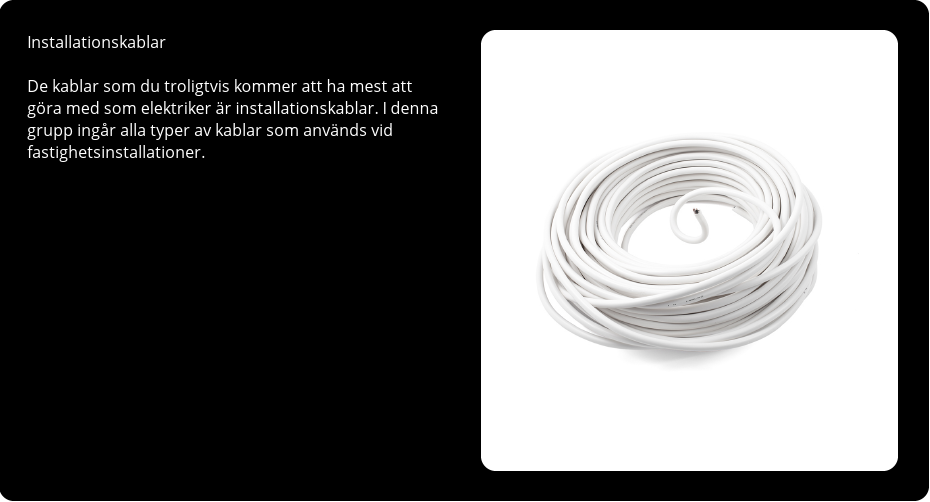 Installationskablar
De kablar som du troligtvis kommer att ha mest att
göra med som elektriker är installationskablar. I denna
grupp ingår alla typer av kablar som används vid
fastighetsinstallationer.